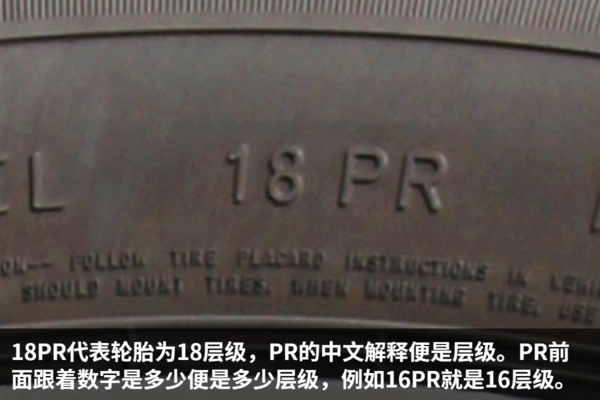 18 PR
FOLLOW TIRE PLACARD INSTRUCTIONS IN
SHOULD MOUNT TIRES. WHEN MOUNTING TIRE, USE
18PR代表轮胎为18层级，PR的中文解释便是层级。PR前
面跟着数字是多少便是多少层级，例如16PR就是16层级。